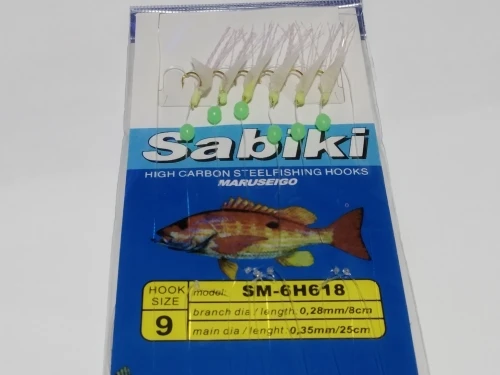 Sabiki
HIGH CARBON STEELFISHING HOOKS
MARUSEIGO
HOOK SIZE
9
model: SM-6H618
branch dia / length: 0,28mm/8cm
main dia / lenght: 0,35mm/25cm